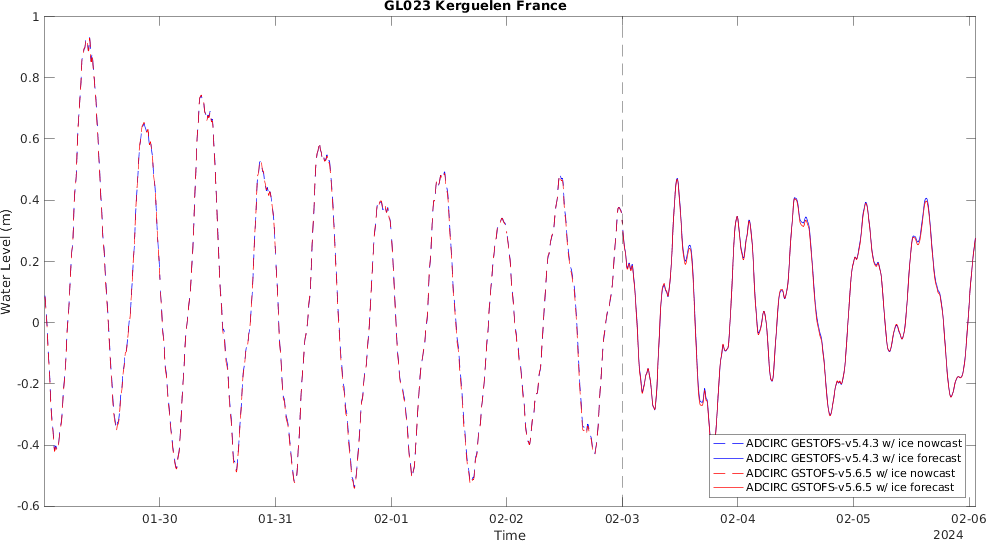 GL023 Kerguelen France
1
0.8
0.6
0.4
0.2
0
-0.2
-0.4
-0.6
Water Level (m)
ADCIRC GESTOFS-v5.4.3 w/ ice nowcast
ADCIRC GESTOFS-v5.4.3 w/ ice forecast
ADCIRC GSTOFS-v5.6.5 w/ ice nowcast
ADCIRC GSTOFS-v5.6.5 w/ ice forecast
01-30 01-31 02-01 02-02 02-03 02-04 02-05 02-06
Time
2024